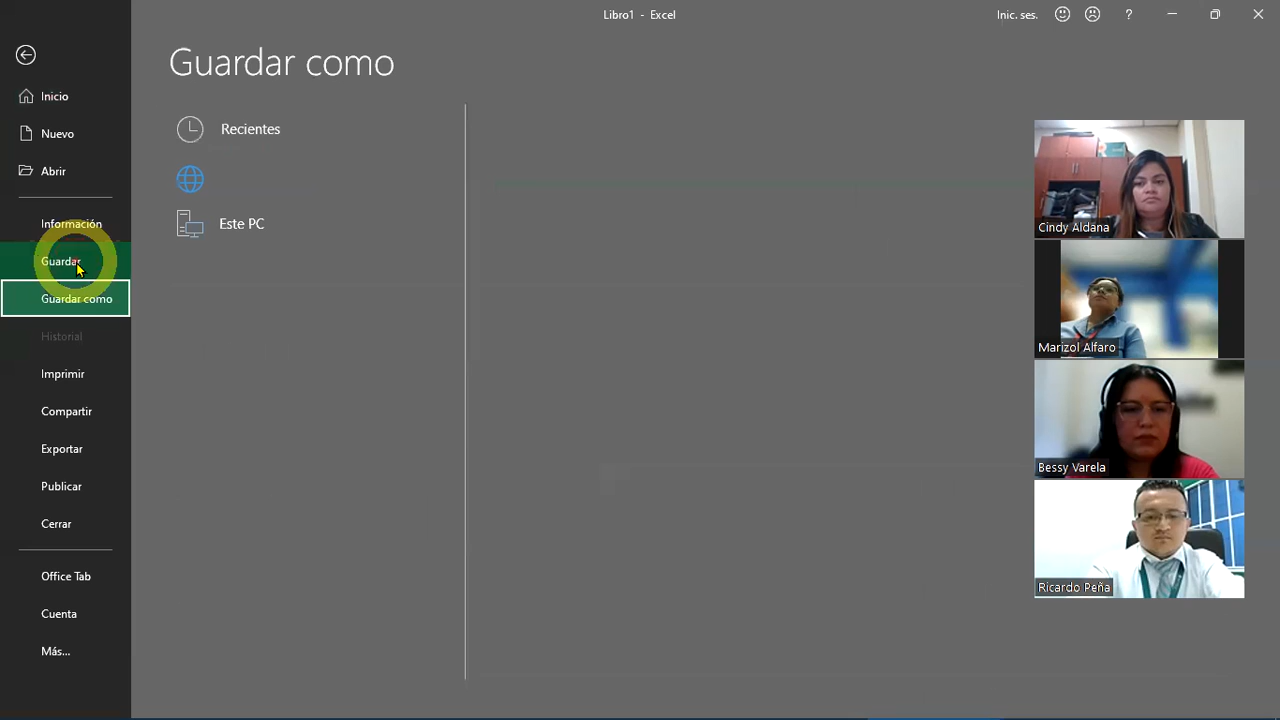 Libro1 - Excel
Inic. ses.
?
Guardar como
Inicio
Nuevo
Abrir
Información
Guardar
Guardar como
Historial
Imprimir
Compartir
Exportar
Publicar
Cerrar
Office Tab
Cuenta
Más...
Recientes
Este PC
Cindy Aldana
Marizol Alfaro
Bessy Varela
Ricardo Peña